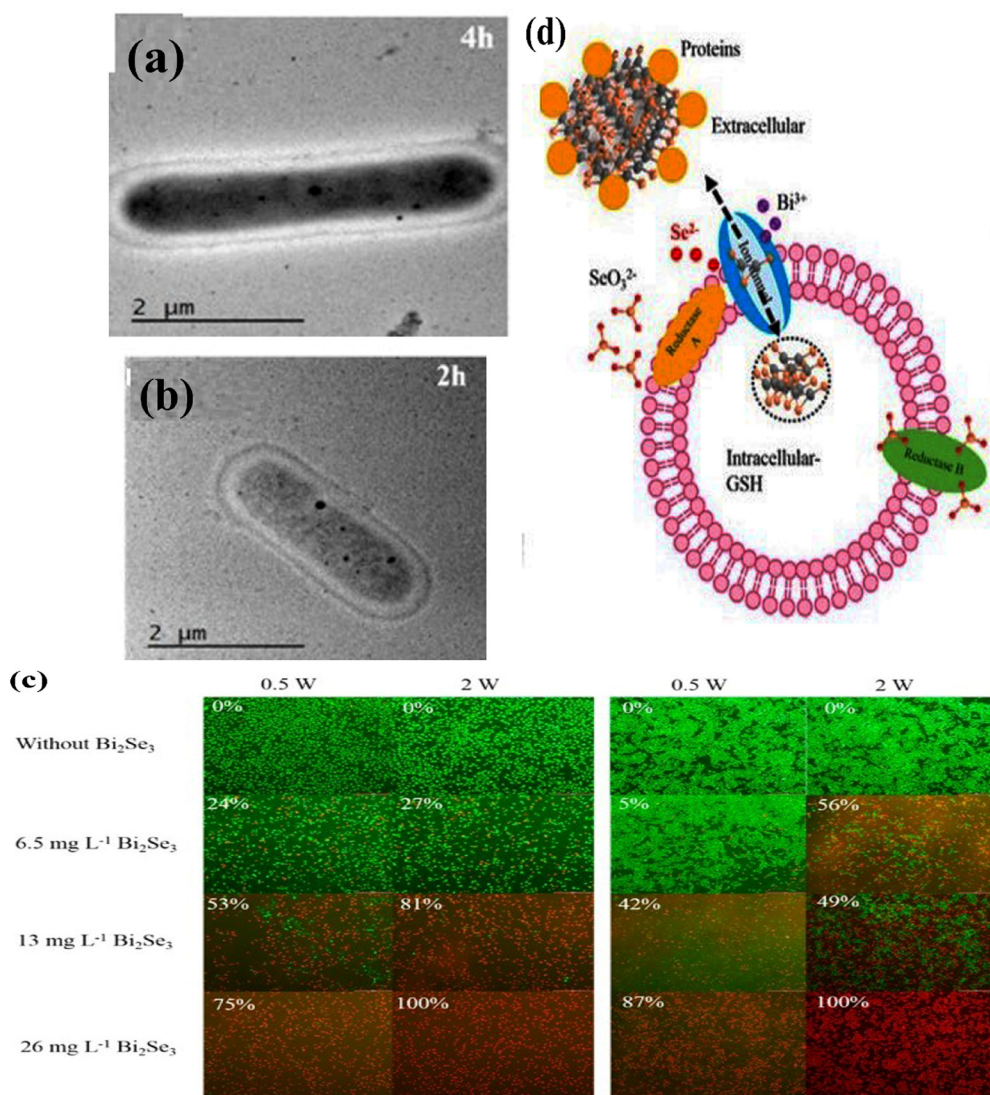 (a)
4h
2 µm
(b)
2h
2 µm
(d)
Proteins
Extracellular
Bi³⁺
Se²⁻
SeO₃²⁻
Reductase
A
Intracellular-
GSH
Reductase B
(c)
0.5 W 2 W 0.5 W 2 W
Without Bi₂Se₃ 0% 0% 0% 0%
6.5 mg L⁻¹ Bi₂Se₃ 24% 27% 5% 56%
13 mg L⁻¹ Bi₂Se₃ 53% 81% 42% 49%
26 mg L⁻¹ Bi₂Se₃ 75% 100% 87% 100%